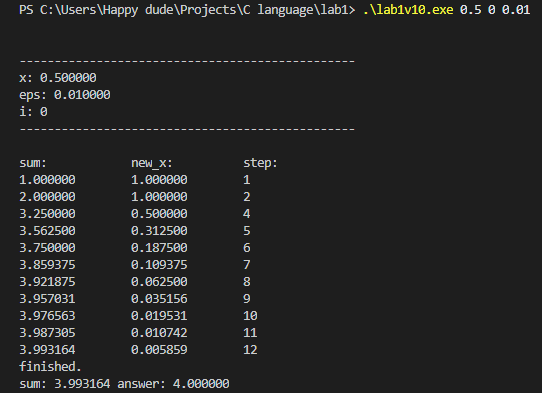 PS C:\Users\Happy dude\Projects\C language\lab1> .\lab1v10.exe 0.5 0 0.01
------------------------------------------------
x: 0.500000
eps: 0.010000
i: 0
------------------------------------------------
sum: new_x: step:
1.000000 1.000000 1
2.000000 1.000000 2
3.250000 0.500000 4
3.562500 0.312500 5
3.750000 0.187500 6
3.859375 0.109375 7
3.921875 0.062500 8
3.957031 0.035156 9
3.976563 0.019531 10
3.987305 0.010742 11
3.993164 0.005859 12
finished.
sum: 3.993164 answer: 4.000000